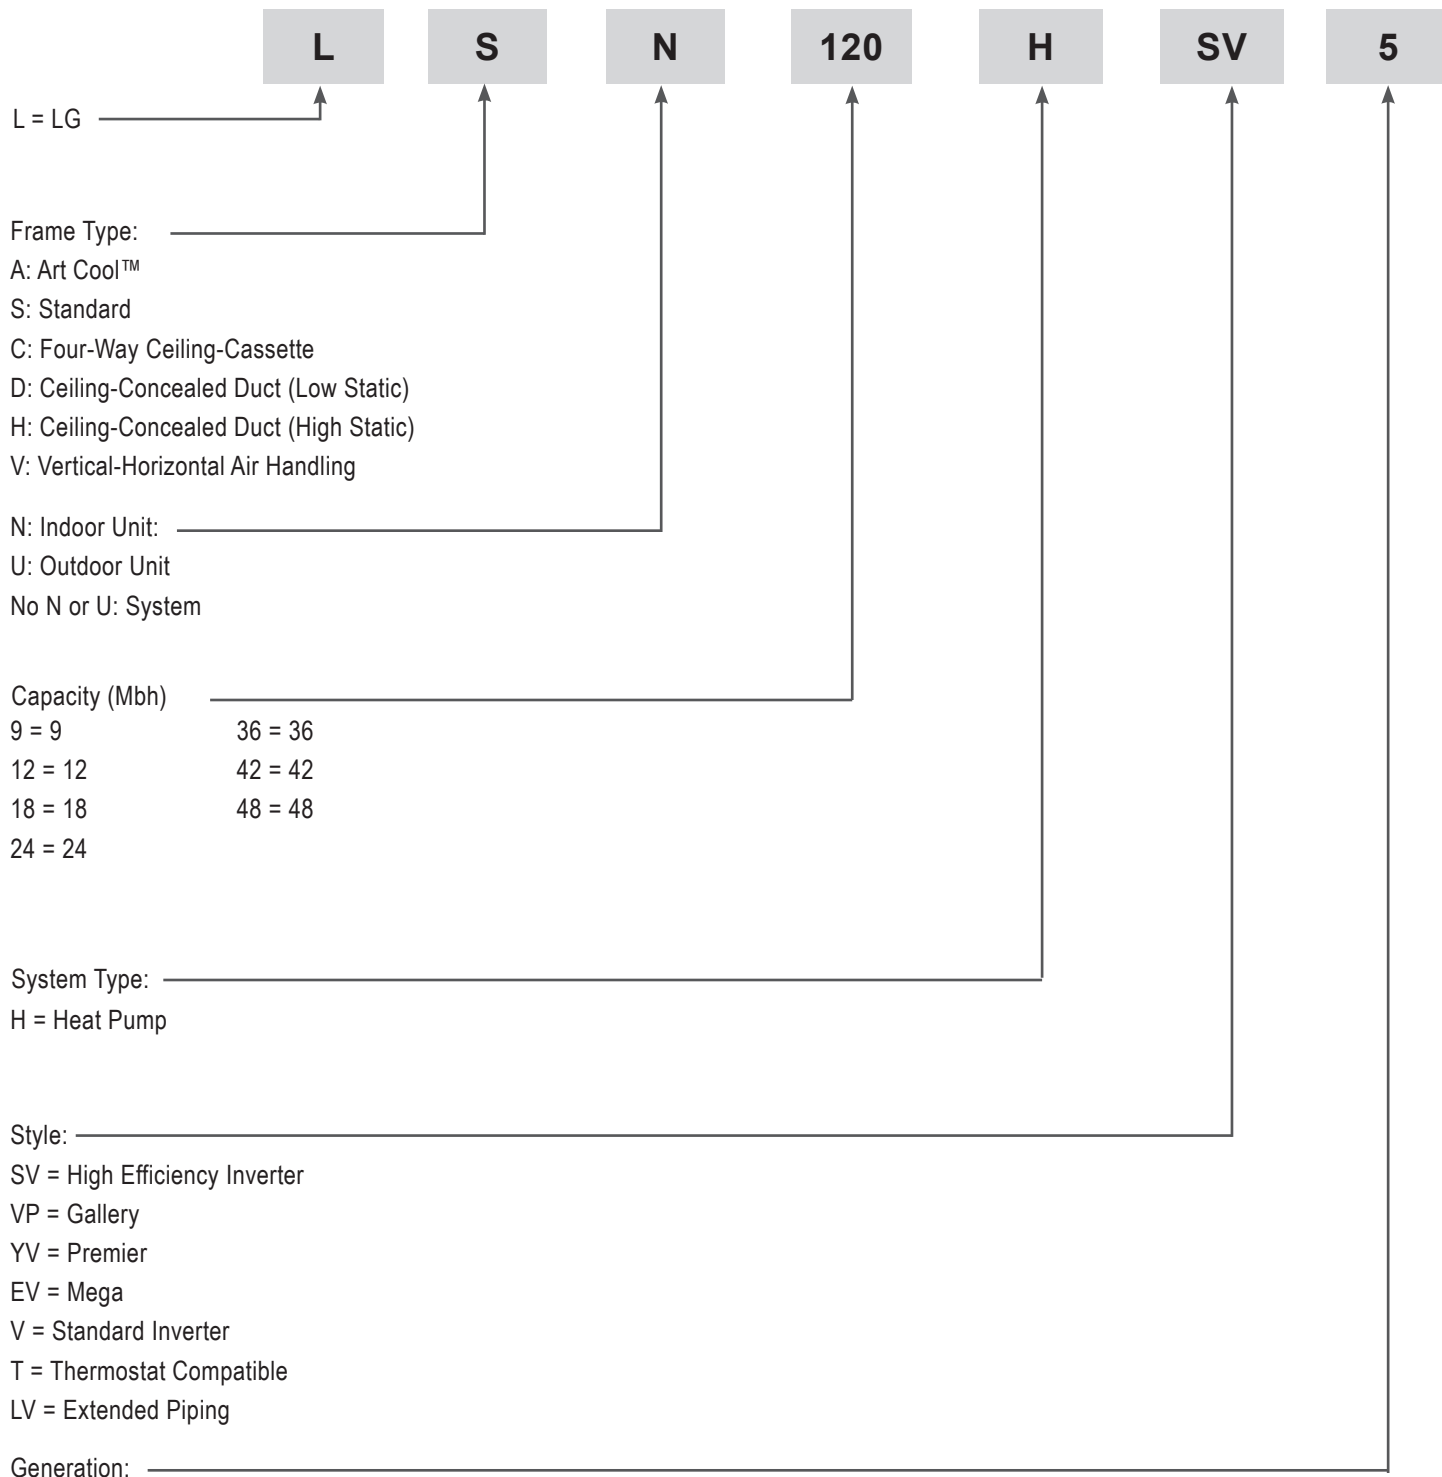 L S N 120 H SV 5
L = LG
Frame Type:
A: Art Cool™
S: Standard
C: Four-Way Ceiling-Cassette
D: Ceiling-Concealed Duct (Low Static)
H: Ceiling-Concealed Duct (High Static)
V: Vertical-Horizontal Air Handling
N: Indoor Unit:
U: Outdoor Unit
No N or U: System
Capacity (Mbh)
9 = 9 36 = 36
12 = 12 42 = 42
18 = 18 48 = 48
24 = 24
System Type:
H = Heat Pump
Style:
SV = High Efficiency Inverter
VP = Gallery
YV = Premier
EV = Mega
V = Standard Inverter
T = Thermostat Compatible
LV = Extended Piping
Generation: